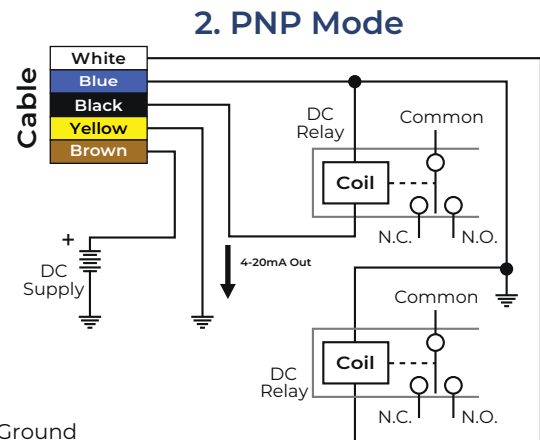 2. PNP Mode
Cable
White
Blue
Black
Yellow
Brown
DC
Relay
Common
Coil
N.C.
N.O.
+
DC
Supply
4-20mA Out
Common
Coil
DC
Relay
N.C.
N.O.
Ground